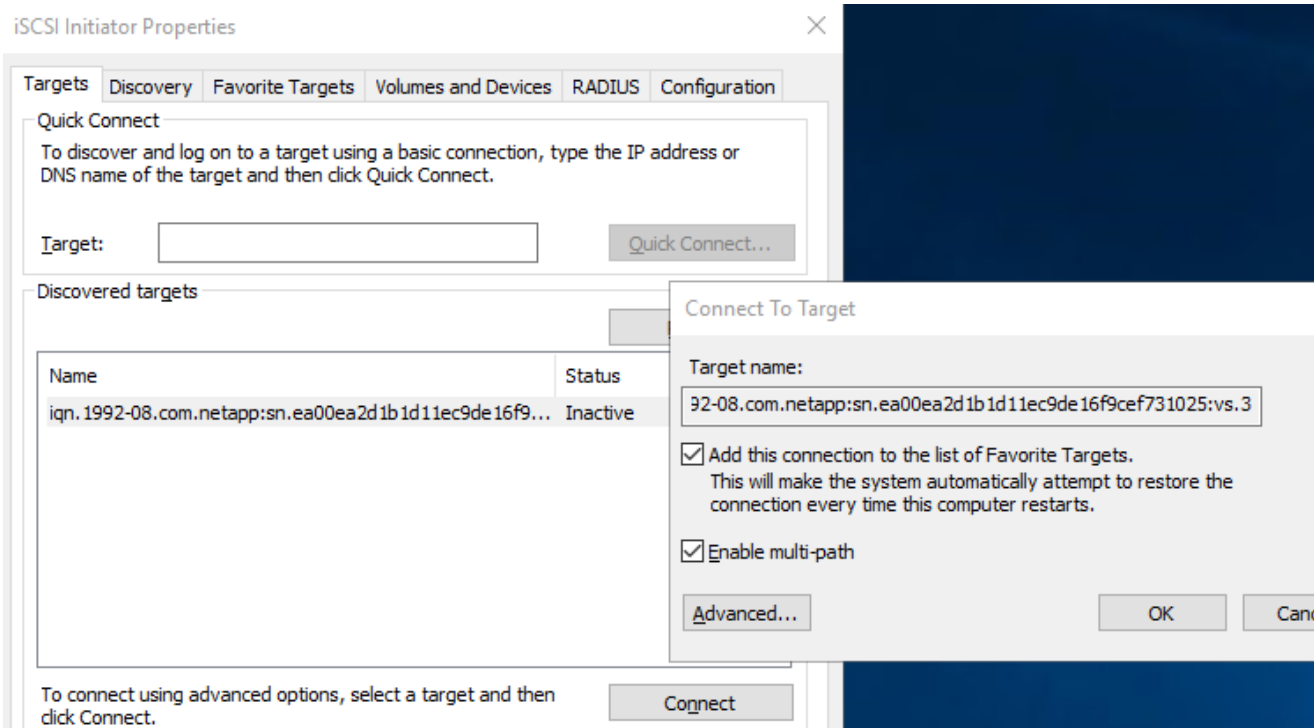 iSCSI Initiator Properties
Targets Discovery Favorite Targets Volumes and Devices RADIUS Configuration
Quick Connect
To discover and log on to a target using a basic connection, type the IP address or
DNS name of the target and then click Quick Connect.
Target:
Quick Connect...
Discovered targets
Name Status
iqn.1992-08.com.netapp:sn.ea00ea2d1b1d11ec9de16f9... Inactive
To connect using advanced options, select a target and then
click Connect.
Connect
Connect To Target
Target name:
92-08.com.netapp:sn.ea00ea2d1b1d11ec9de16f9cef731025:vs.3
Add this connection to the list of Favorite Targets.
This will make the system automatically attempt to restore the
connection every time this computer restarts.
Enable multi-path
Advanced... OK